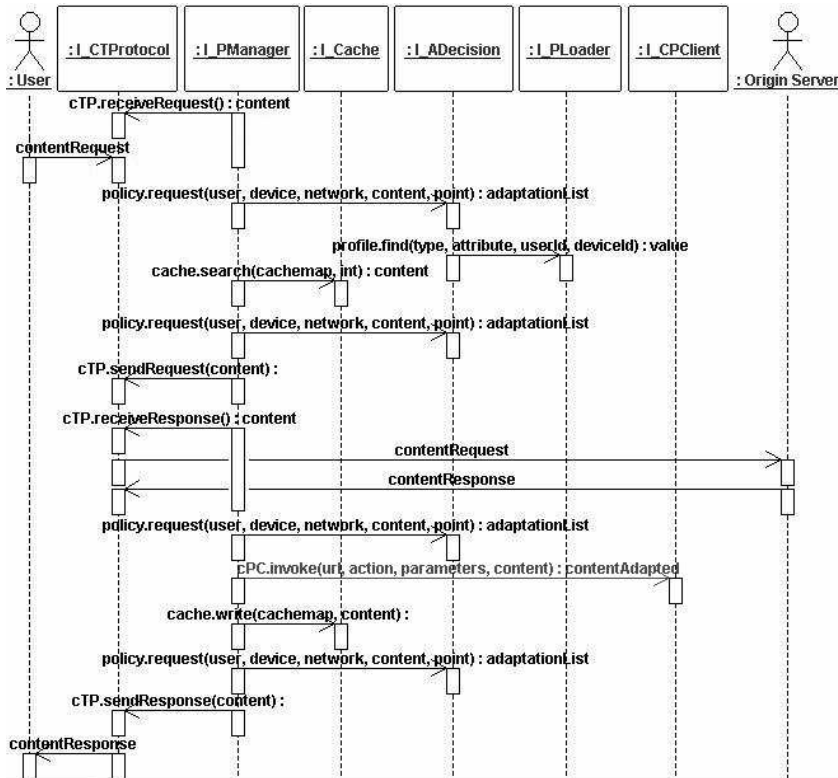 : I_CTProtocol
: I_PManager
: I_Cache
: I_ADecision
: I_PLoader
: I_CPClient
: User
: Origin Server
cTP.receiveRequest() : content
contentRequest
policy.request(user, device, network, content, point) : adaptationList
profile.find(type, attribute, userId, deviceId) : value
cache.search(cachemap, int) : content
policy.request(user, device, network, content, point) : adaptationList
cTP.sendRequest(content) :
cTP.receiveResponse() : content
contentRequest
contentResponse
policy.request(user, device, network, content, point) : adaptationList
cPC.invoke(url, action, parameters, content) : contentAdapted
cache.write(cachemap, content) :
policy.request(user, device, network, content, point) : adaptationList
cTP.sendResponse(content) :
contentResponse